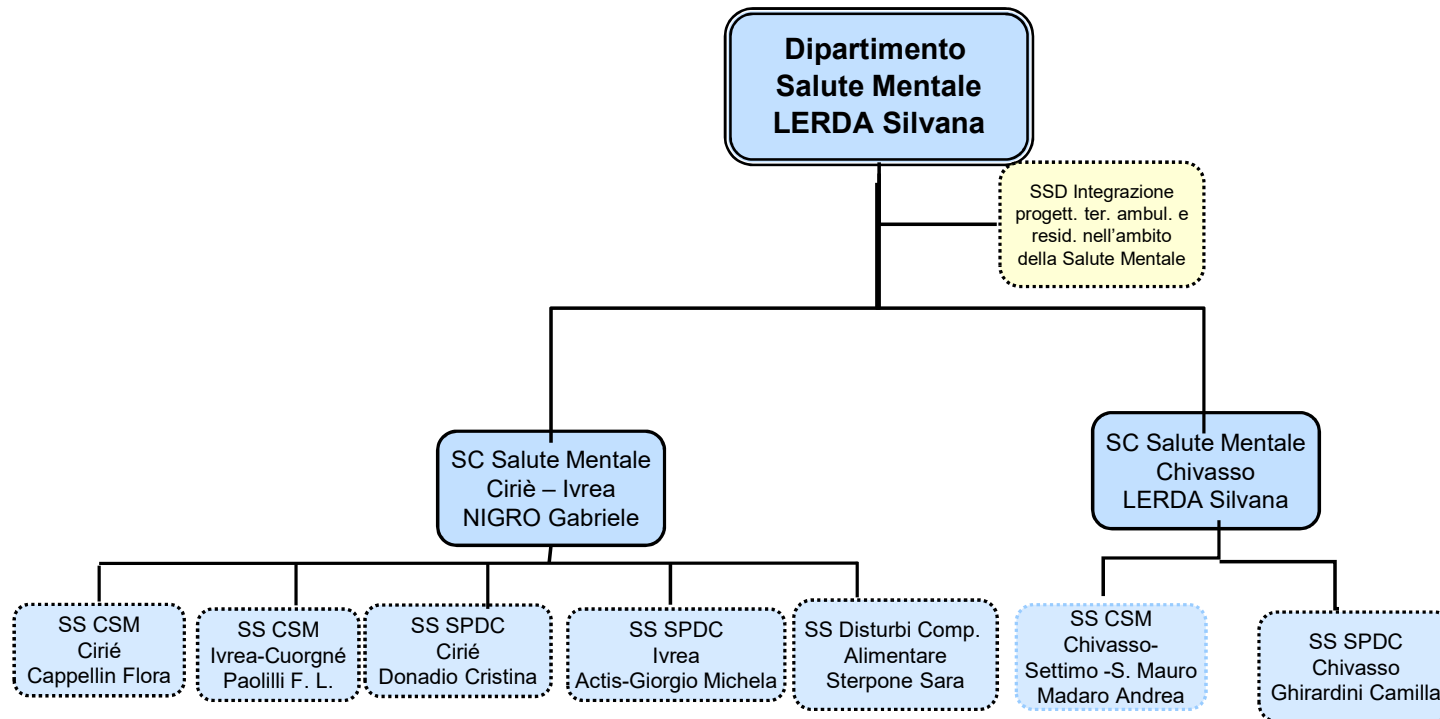 Dipartimento
Salute Mentale
LERDA Silvana
SSD Integrazione
progett. ter. ambul. e
resid. nell'ambito
della Salute Mentale
SC Salute Mentale
Ciriè – Ivrea
NIGRO Gabriele
SC Salute Mentale
Chivasso
LERDA Silvana
SS CSM
Cirié
Cappellin Flora
SS CSM
Ivrea-Cuorgné
Paolilli F. L.
SS SPDC
Cirié
Donadio Cristina
SS SPDC
Ivrea
Actis-Giorgio Michela
SS Disturbi Comp.
Alimentare
Sterpone Sara
SS CSM
Chivasso-
Settimo -S. Mauro
Madaro Andrea
SS SPDC
Chivasso
Ghirardini Camilla